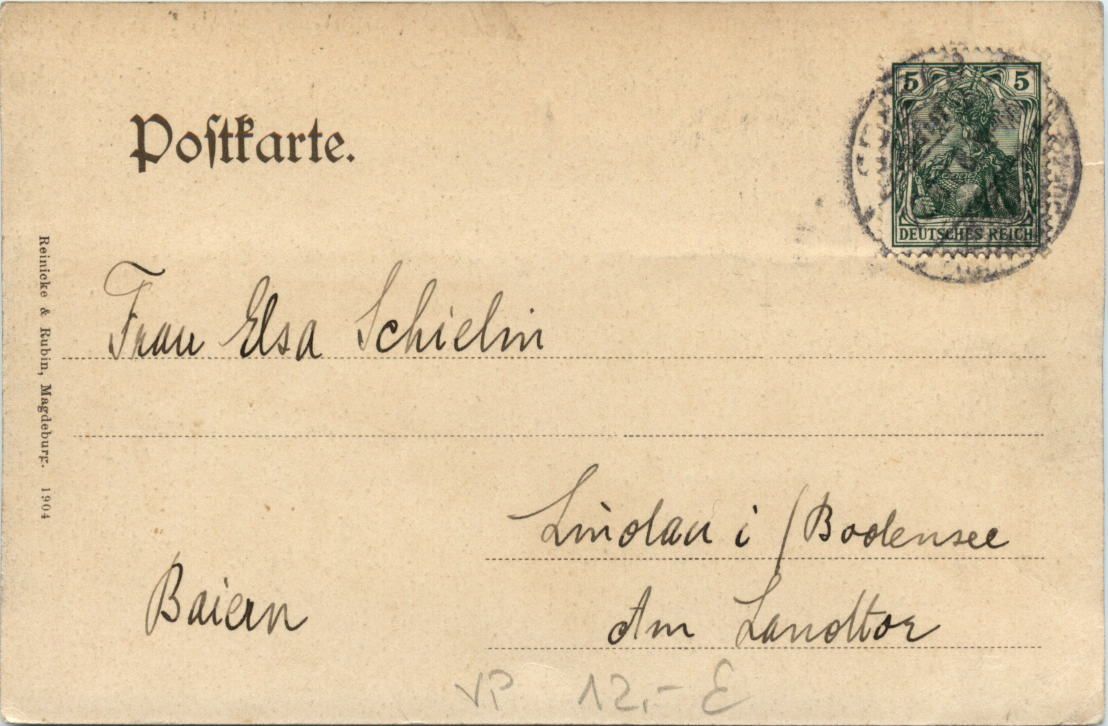 5 5
DEUTSCHES REICH
Poſtkarte.
Reinicke & Rubin, Magdeburg. 1904
Frau Elsa Schielin
Lindau i/Bodensee
Baiern
Am Landtor
VP 12,- E